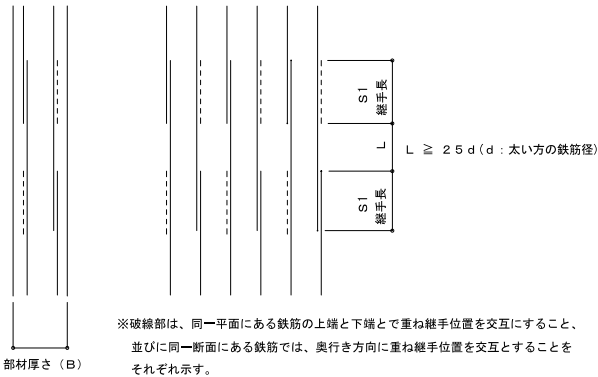 S1
継手長
L
L ≧ 25d(d:太い方の鉄筋径)
S1
継手長
部材厚さ(B)
※破線部は、同一平面にある鉄筋の上端と下端とで重ね継手位置を交互にすること、
並びに同一断面にある鉄筋では、奥行き方向に重ね継手位置を交互とすることを
それぞれ示す。